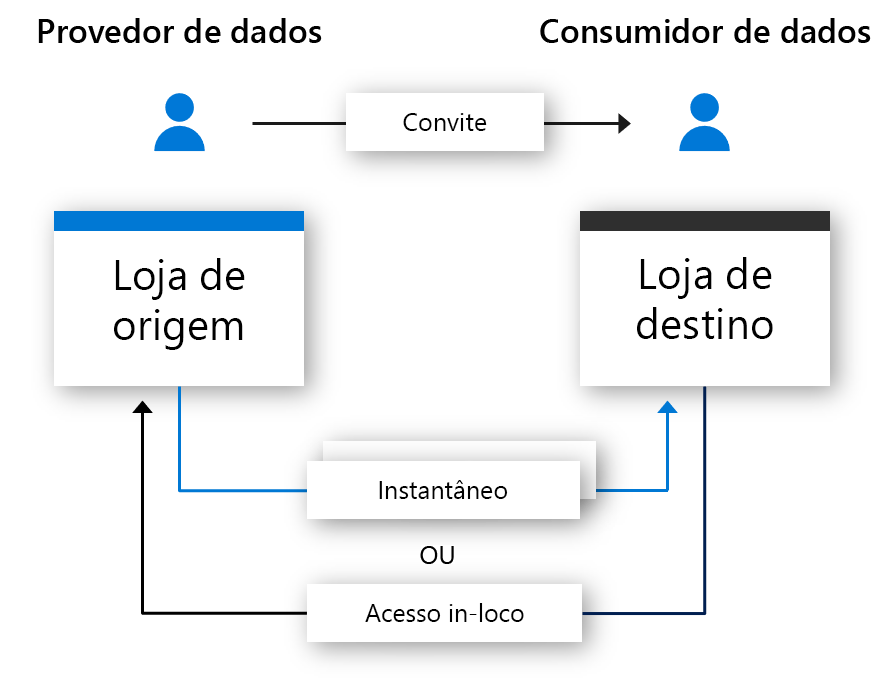 Provedor de dados
Consumidor de dados
Convite
Loja de
origem
Loja de
destino
Instantâneo
OU
Acesso in-loco